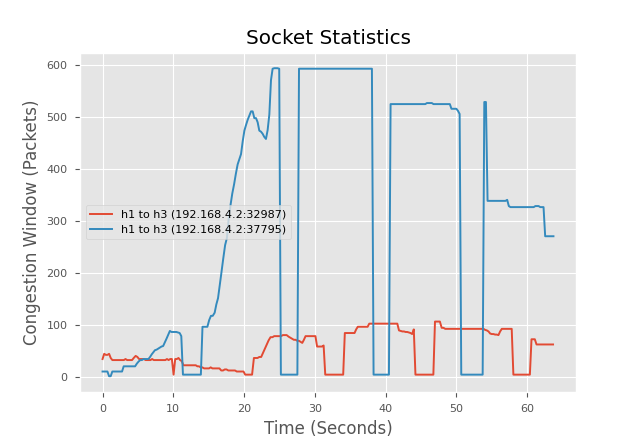 Socket Statistics
600
500
400
300
200
100
0
Congestion Window (Packets)
h1 to h3 (192.168.4.2:32987)
h1 to h3 (192.168.4.2:37795)
0 10 20 30 40 50 60
Time (Seconds)